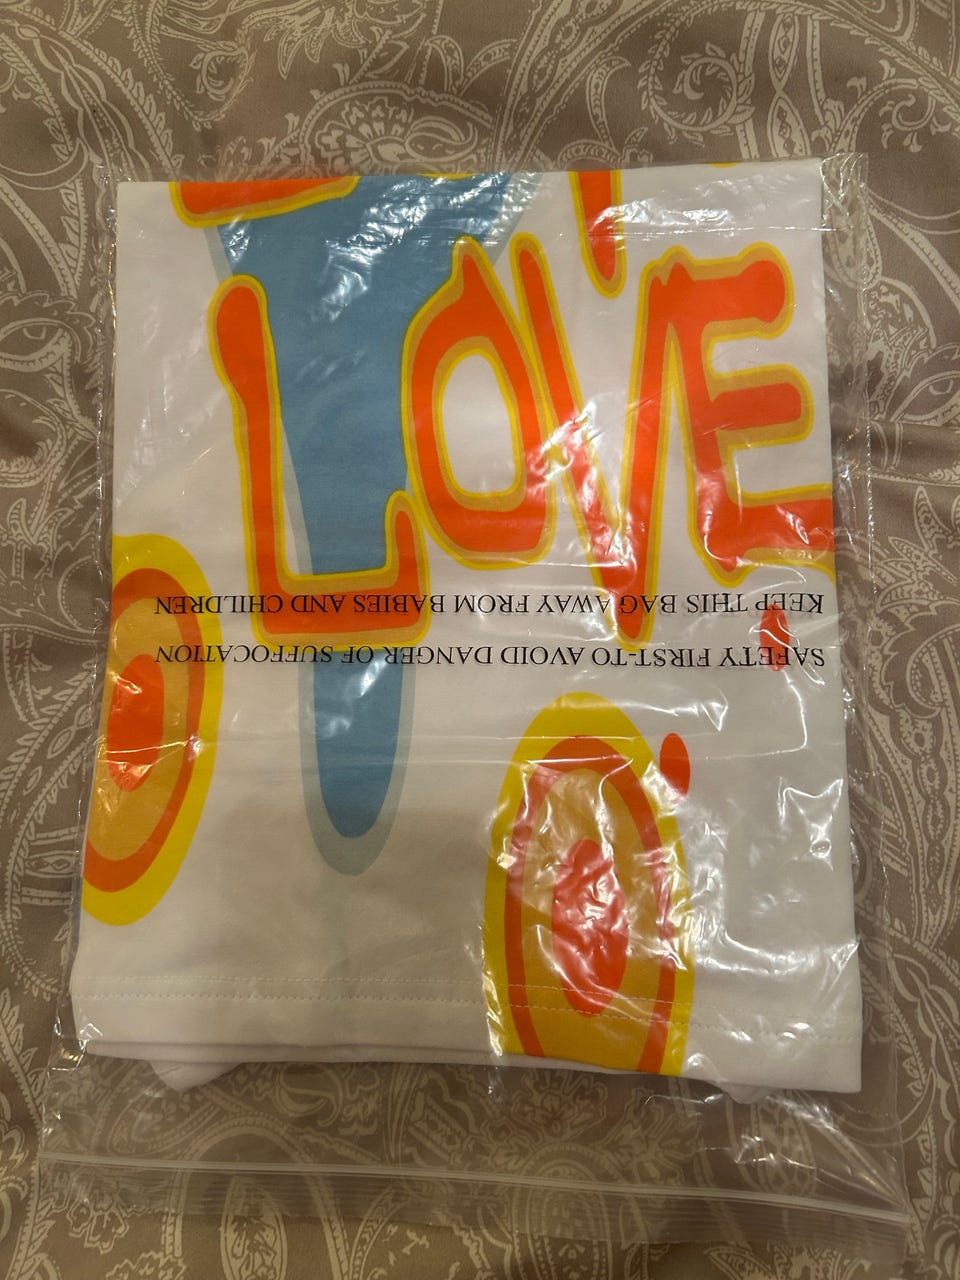 LOVE
SAFETY FIRST-TO AVOID DANGER OF SUFFOCATION
KEEP THIS BAG AWAY FROM BABIES AND CHILDREN